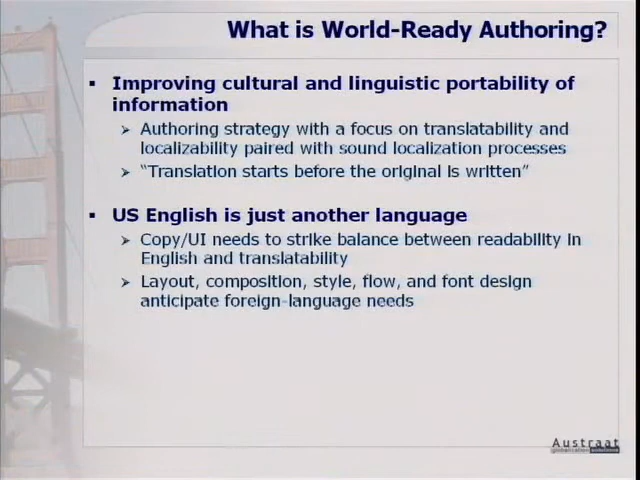 What is World-Ready Authoring?
▪ Improving cultural and linguistic portability of
information
➢ Authoring strategy with a focus on translatability and
localizability paired with sound localization processes
➢ “Translation starts before the original is written”
▪ US English is just another language
➢ Copy/UI needs to strike balance between readability in
English and translatability
➢ Layout, composition, style, flow, and font design
anticipate foreign-language needs
Austraat
globalization solutions